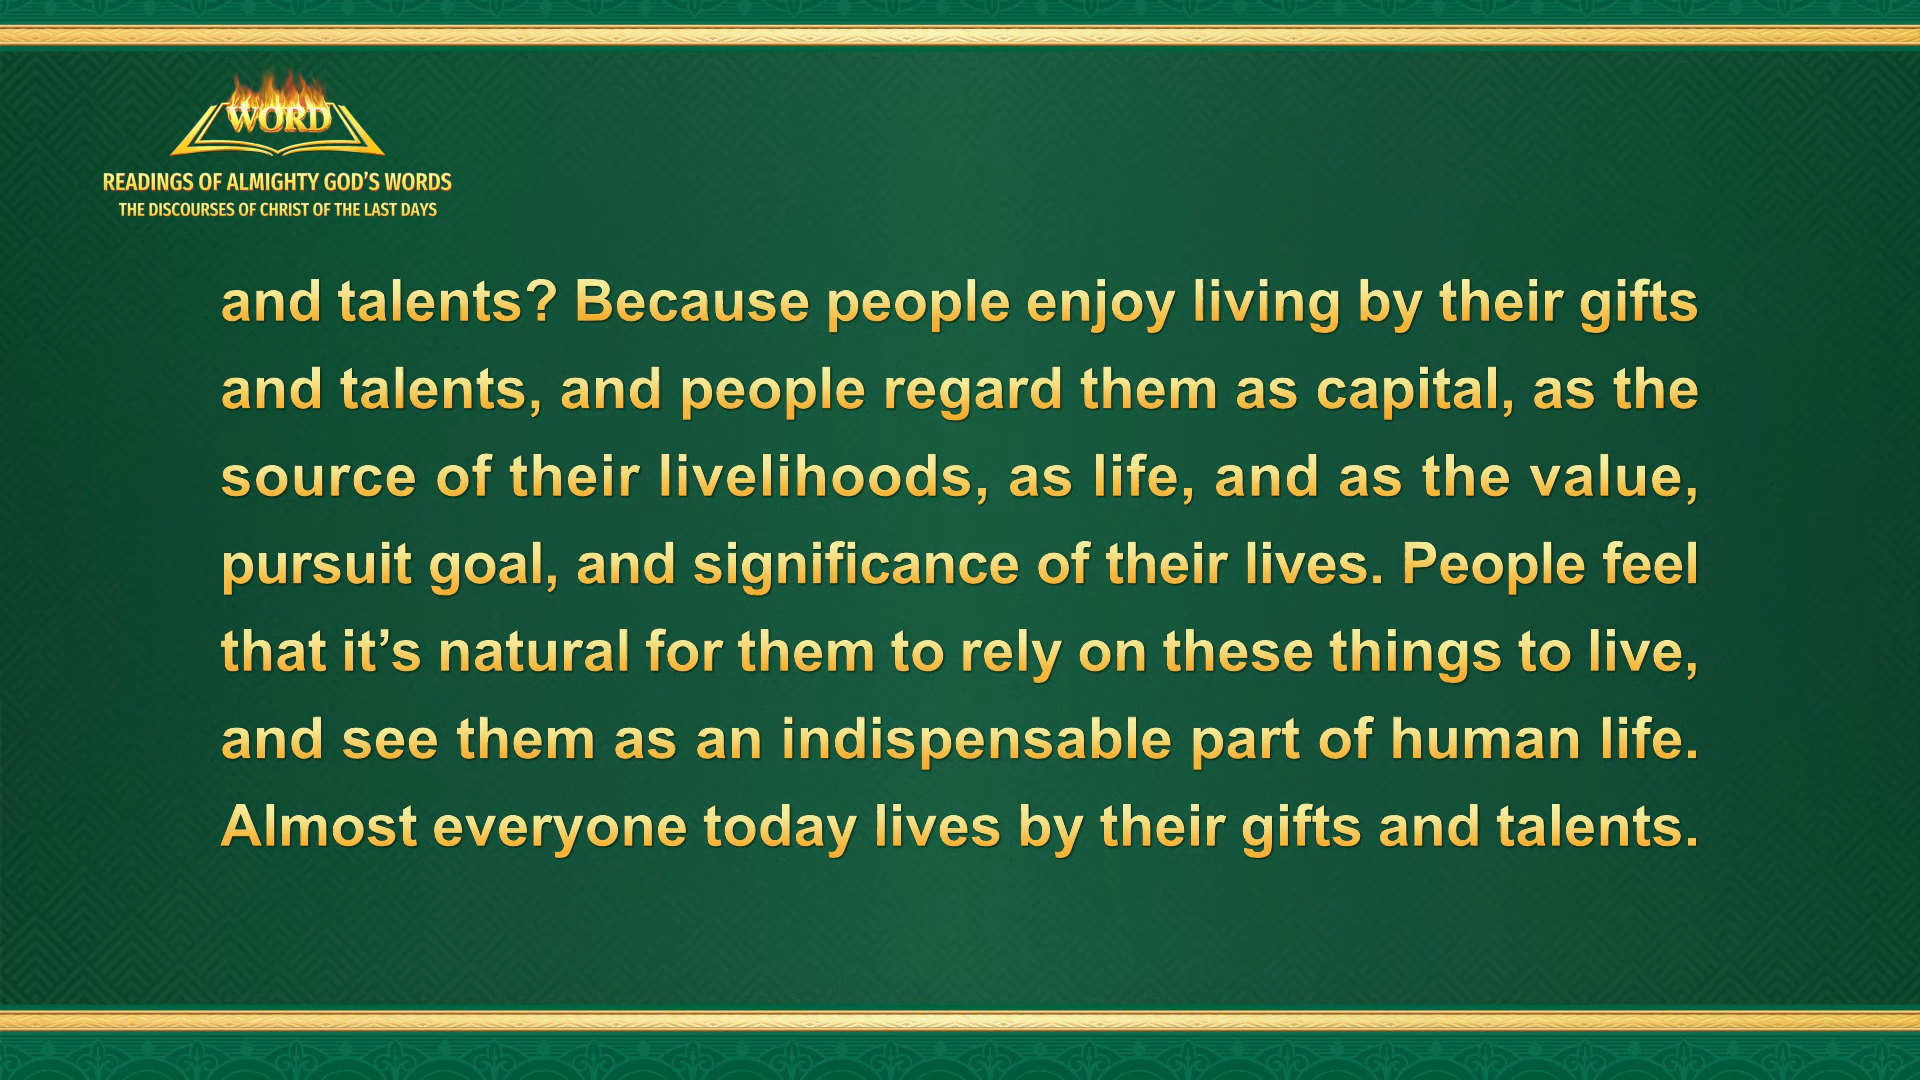 WORD
READINGS OF ALMIGHTY GOD’S WORDS
THE DISCOURSES OF CHRIST OF THE LAST DAYS
and talents? Because people enjoy living by their gifts
and talents, and people regard them as capital, as the
source of their livelihoods, as life, and as the value,
pursuit goal, and significance of their lives. People feel
that it’s natural for them to rely on these things to live,
and see them as an indispensable part of human life.
Almost everyone today lives by their gifts and talents.